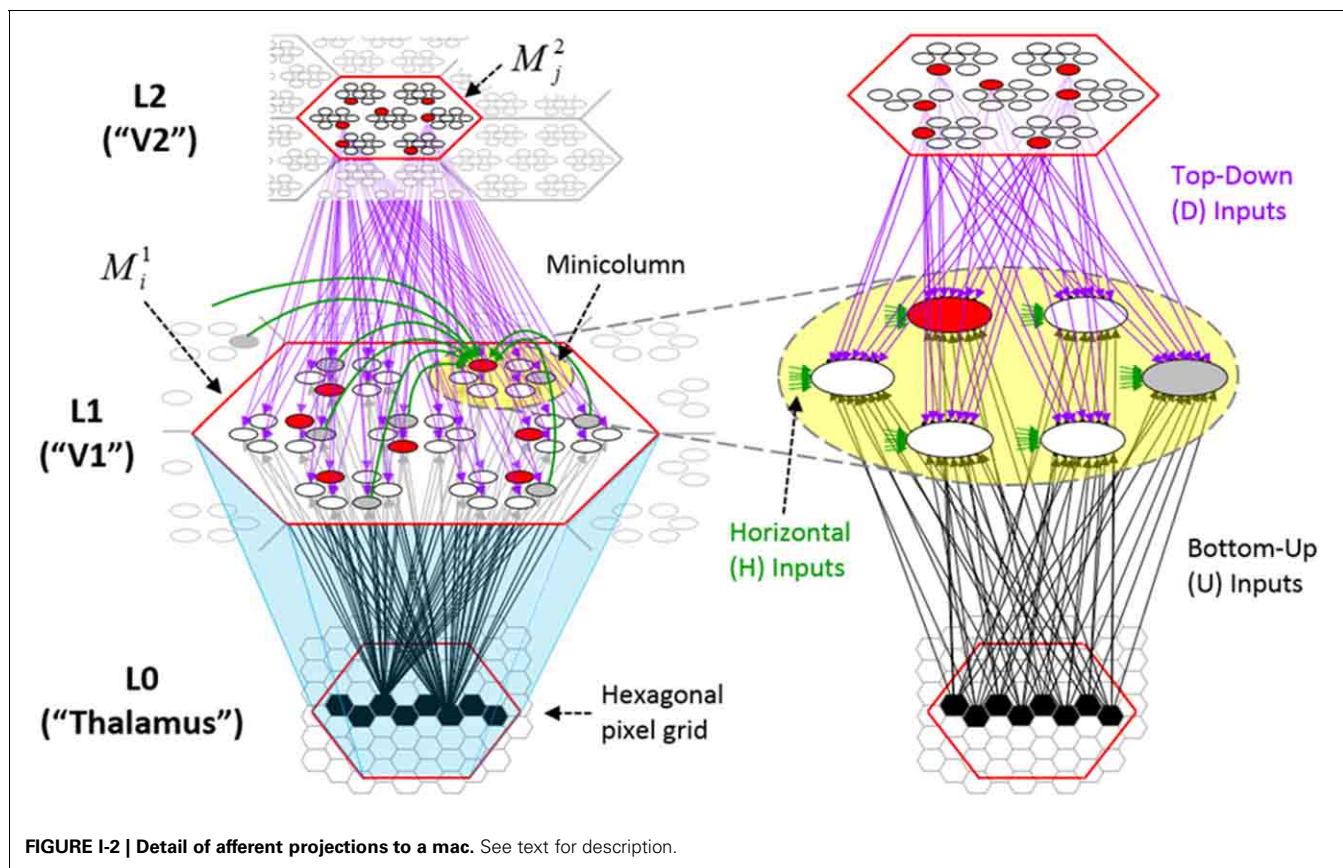 L2
(“V2”)
M_j^2
M_i^1
Minicolumn
L1
(“V1”)
L0
(“Thalamus”)
Hexagonal
pixel grid
Top-Down
(D) Inputs
Horizontal
(H) Inputs
Bottom-Up
(U) Inputs
FIGURE I-2 | Detail of afferent projections to a mac. See text for description.